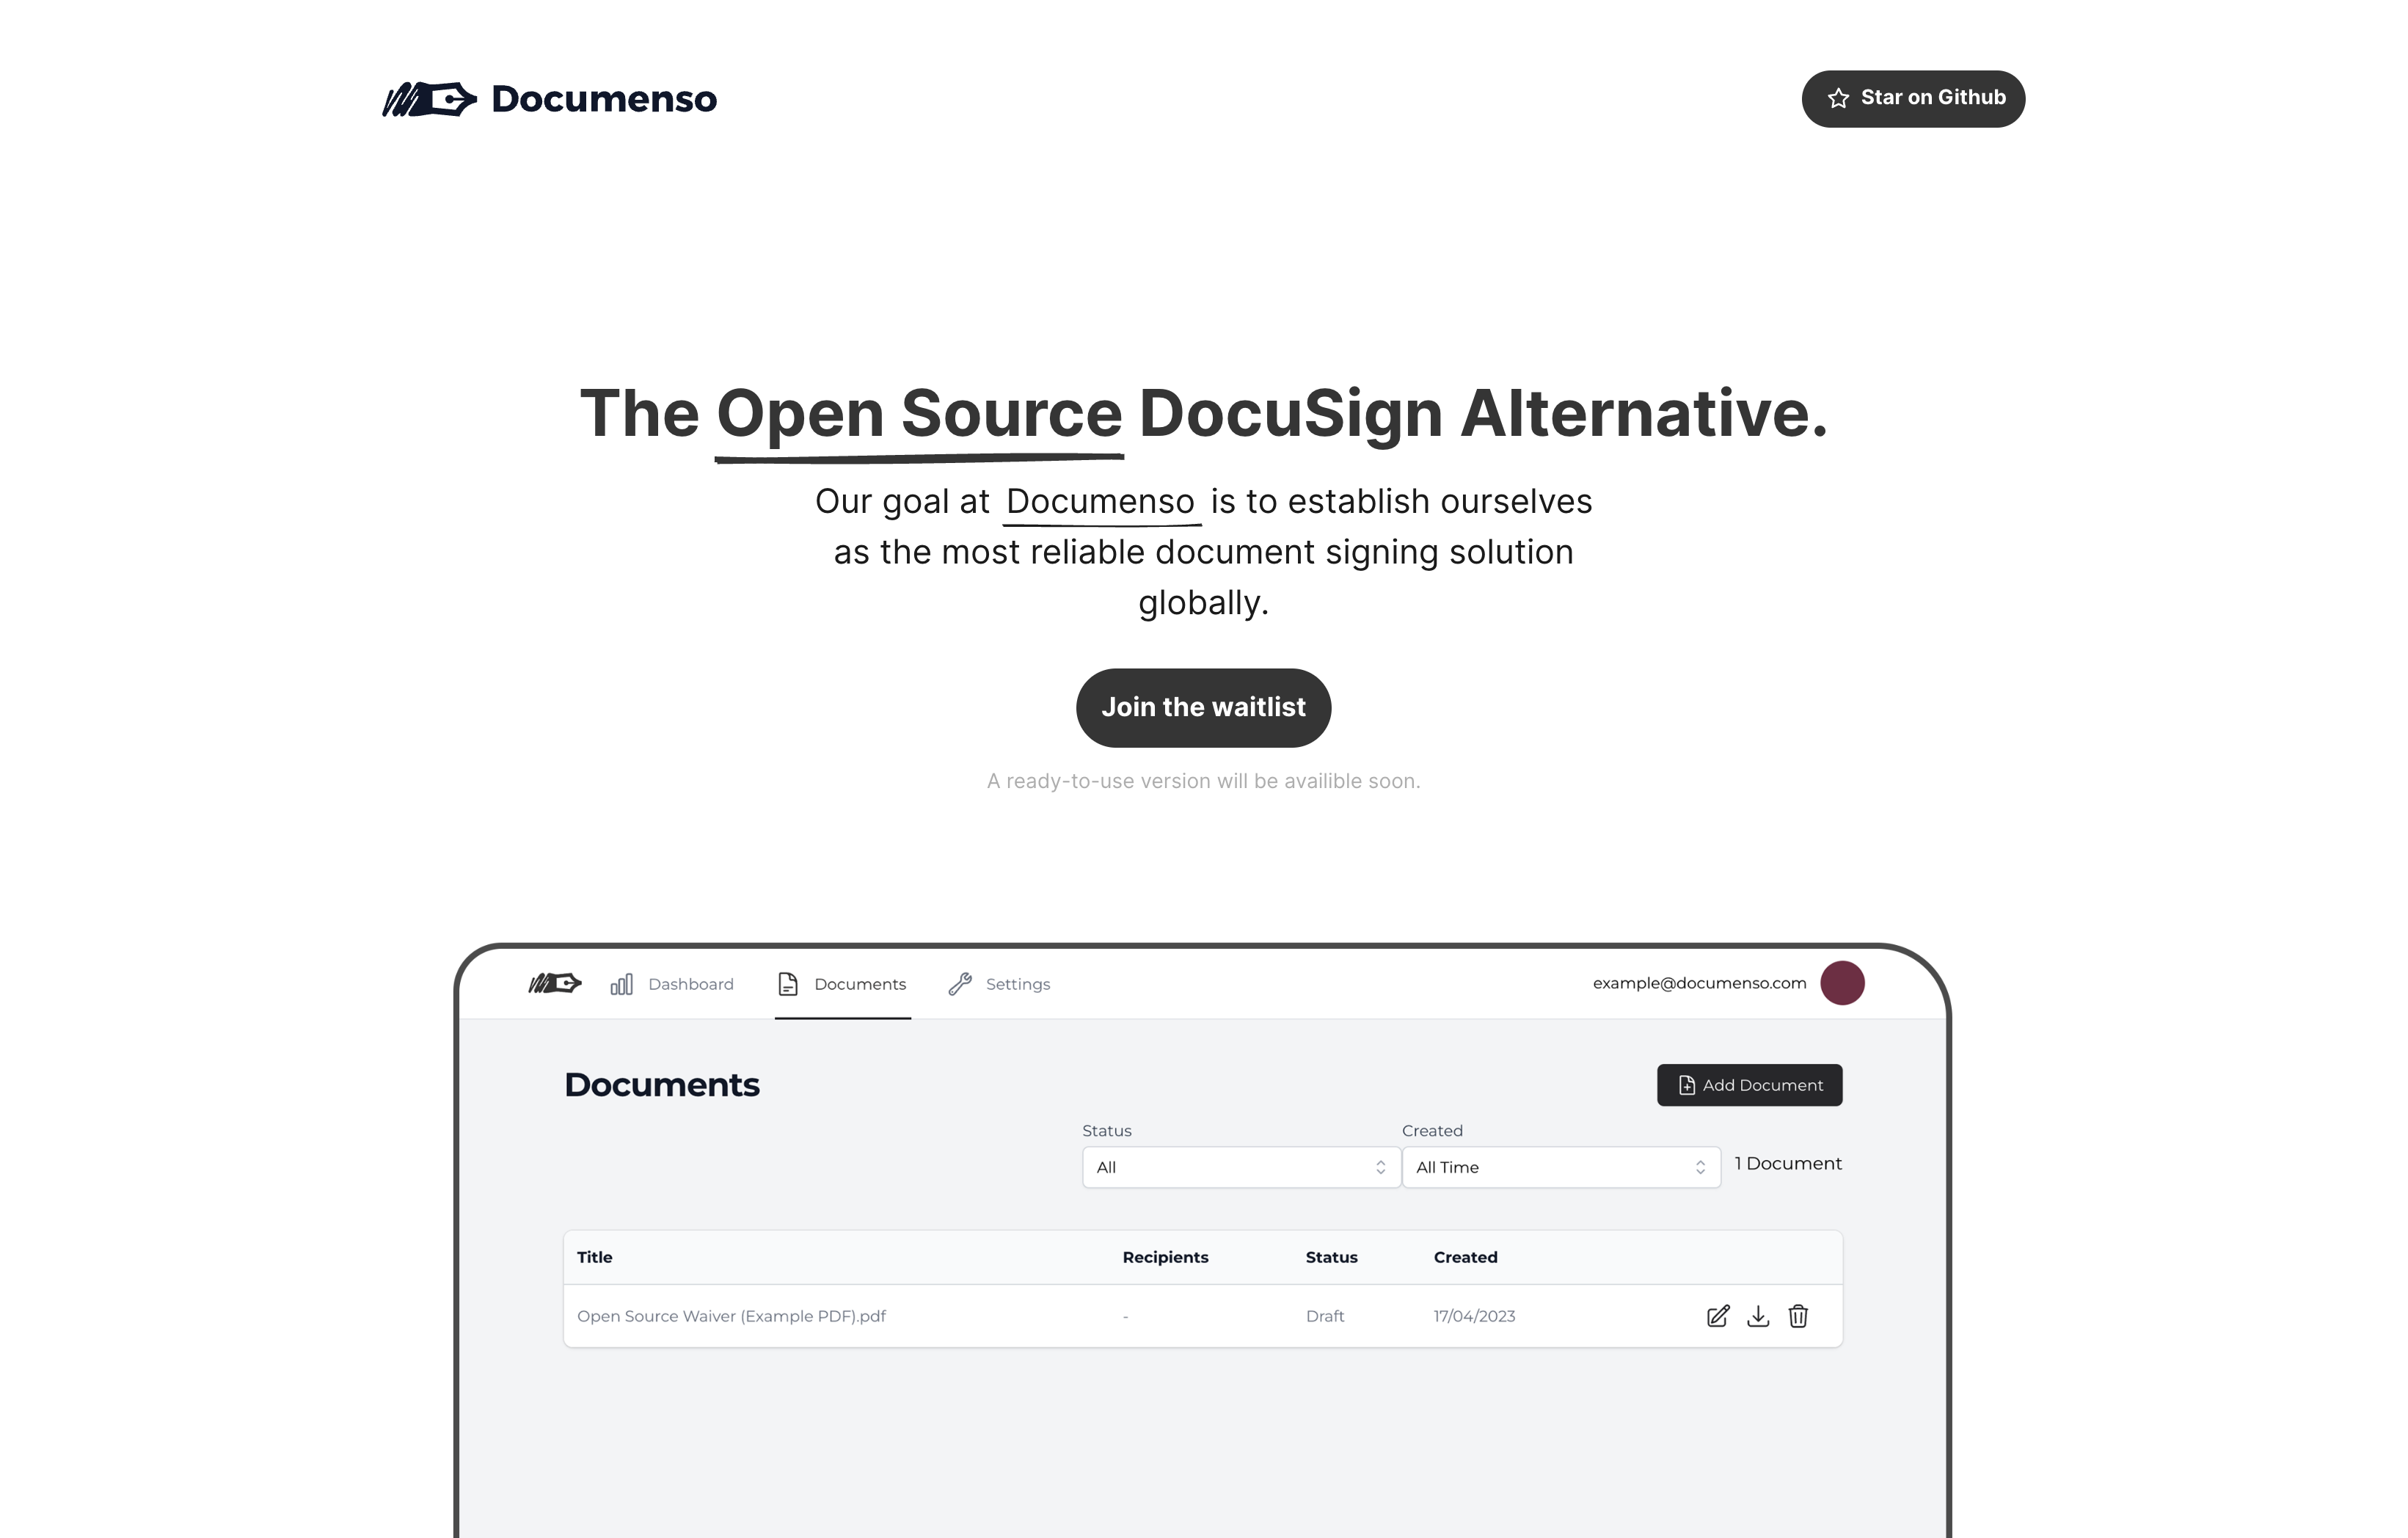 Documenso
Star on Github
The Open Source DocuSign Alternative.
Our goal at Documenso is to establish ourselves
as the most reliable document signing solution
globally.
Join the waitlist
A ready-to-use version will be availible soon.
Dashboard
Documents
Settings
example@documenso.com
Documents
Add Document
Status
Created
All
All Time
1 Document
Title Recipients Status Created
Open Source Waiver (Example PDF).pdf - Draft 17/04/2023